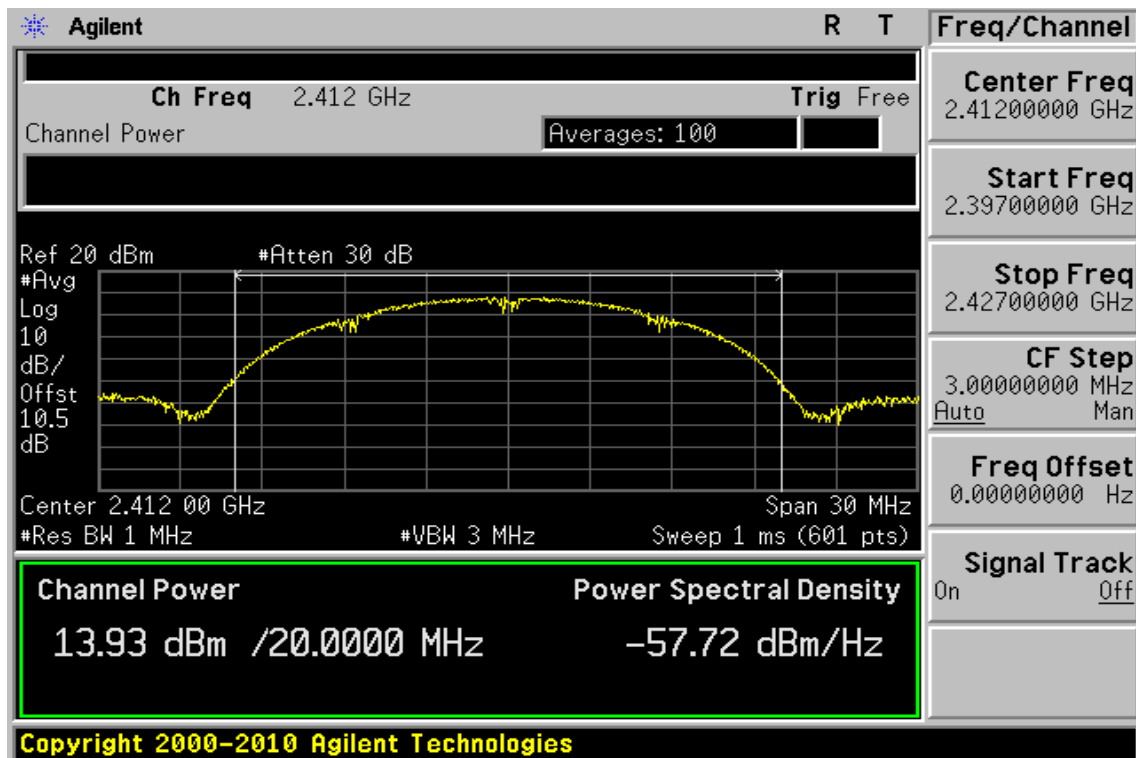 Agilent
R T
Freq/Channel
Ch Freq 2.412 GHz
Trig Free
Channel Power
Averages: 100
Center Freq
2.41200000 GHz
Start Freq
2.39700000 GHz
Stop Freq
2.42700000 GHz
CF Step
3.00000000 MHz
Auto Man
Freq Offset
0.00000000 Hz
Signal Track
On Off
Ref 20 dBm
#Atten 30 dB
#Avg
Log
10
dB/
Offst
10.5
dB
Center 2.412 00 GHz
Span 30 MHz
#Res BW 1 MHz
#VBW 3 MHz
Sweep 1 ms (601 pts)
Channel Power
Power Spectral Density
13.93 dBm /20.0000 MHz
-57.72 dBm/Hz
Copyright 2000-2010 Agilent Technologies